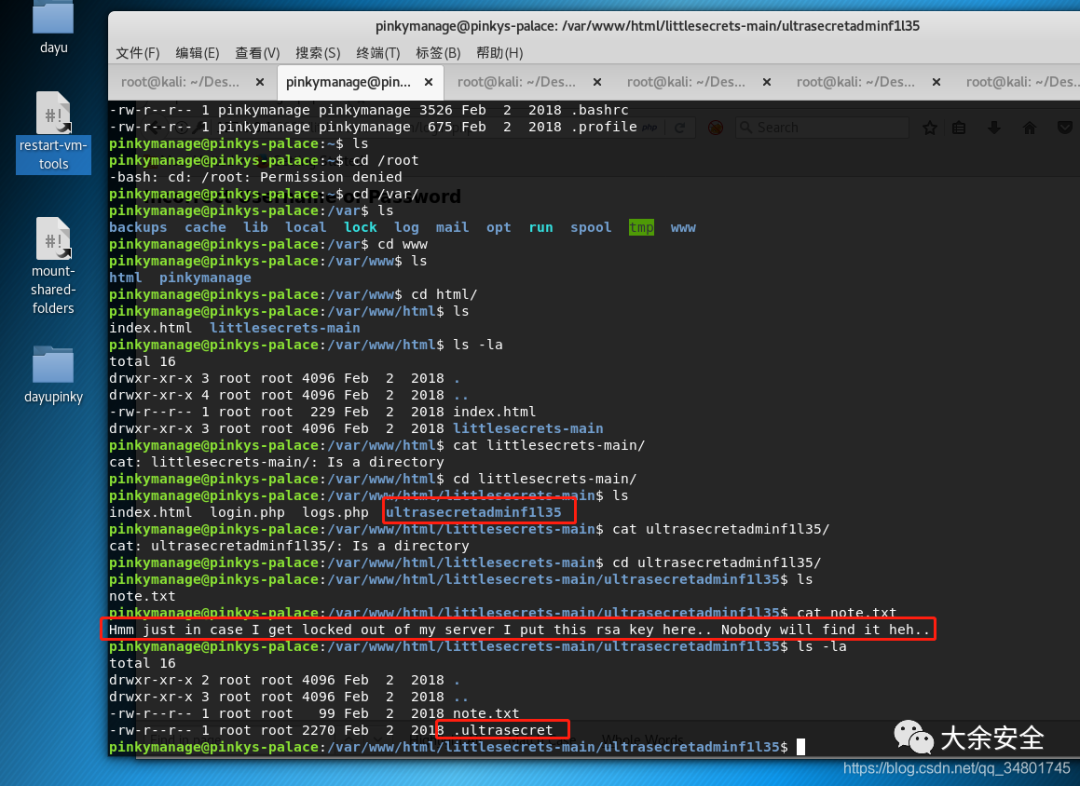 dayu
restart-vm-
tools
mount-
shared-
folders
dayupinky
pinkymanage@pinkys-palace: /var/www/html/littlesecrets-main/ultrasecretadminf1l35
文件(F) 编辑(E) 查看(V) 搜索(S) 终端(T) 标签(B) 帮助(H)
root@kali: ~/Des... × pinkymanage@pin... × root@kali: ~/Des... × root@kali: ~/Des... × root@kali: ~/Des... × root@kali: ~/Des...
-rw-r--r-- 1 pinkymanage pinkymanage 3526 Feb  2  2018 .bashrc
-rw-r--r-- 1 pinkymanage pinkymanage  675 Feb  2  2018 .profile
Search
pinkymanage@pinkys-palace:~$ ls
pinkymanage@pinkys-palace:~$ cd /root
-bash: cd: /root: Permission denied
pinkymanage@pinkys-palace:~$ cd /var/
Password
pinkymanage@pinkys-palace:/var$ ls
backups  cache  lib  local  lock  log  mail  opt  run  spool  tmp  www
pinkymanage@pinkys-palace:/var$ cd www
pinkymanage@pinkys-palace:/var/www$ ls
html  pinkymanage
pinkymanage@pinkys-palace:/var/www$ cd html/
pinkymanage@pinkys-palace:/var/www/html$ ls
index.html  littlesecrets-main
pinkymanage@pinkys-palace:/var/www/html$ ls -la
total 16
drwxr-xr-x 3 root root 4096 Feb  2  2018 .
drwxr-xr-x 4 root root 4096 Feb  2  2018 ..
-rw-r--r-- 1 root root  229 Feb  2  2018 index.html
drwxr-xr-x 3 root root 4096 Feb  2  2018 littlesecrets-main
pinkymanage@pinkys-palace:/var/www/html$ cat littlesecrets-main/
cat: littlesecrets-main/: Is a directory
pinkymanage@pinkys-palace:/var/www/html$ cd littlesecrets-main/
pinkymanage@pinkys-palace:/var/www/html/littlesecrets-main$ ls
index.html  login.php  logs.php  ultrasecretadminf1l35
pinkymanage@pinkys-palace:/var/www/html/littlesecrets-main$ cat ultrasecretadminf1l35/
cat: ultrasecretadminf1l35/: Is a directory
pinkymanage@pinkys-palace:/var/www/html/littlesecrets-main$ cd ultrasecretadminf1l35/
pinkymanage@pinkys-palace:/var/www/html/littlesecrets-main/ultrasecretadminf1l35$ ls
note.txt
pinkymanage@pinkys-palace:/var/www/html/littlesecrets-main/ultrasecretadminf1l35$ cat note.txt
Hmm just in case I get locked out of my server I put this rsa key here.. Nobody will find it heh..
pinkymanage@pinkys-palace:/var/www/html/littlesecrets-main/ultrasecretadminf1l35$ ls -la
total 16
drwxr-xr-x 2 root root 4096 Feb  2  2018 .
drwxr-xr-x 3 root root 4096 Feb  2  2018 ..
-rw-r--r-- 1 root root   99 Feb  2  2018 note.txt
-rw-r--r-- 1 root root 2270 Feb  2  2018 .ultrasecret
pinkymanage@pinkys-palace:/var/www/html/littlesecrets-main/ultrasecretadminf1l35$
大余安全
https://blog.csdn.net/qq_34801745